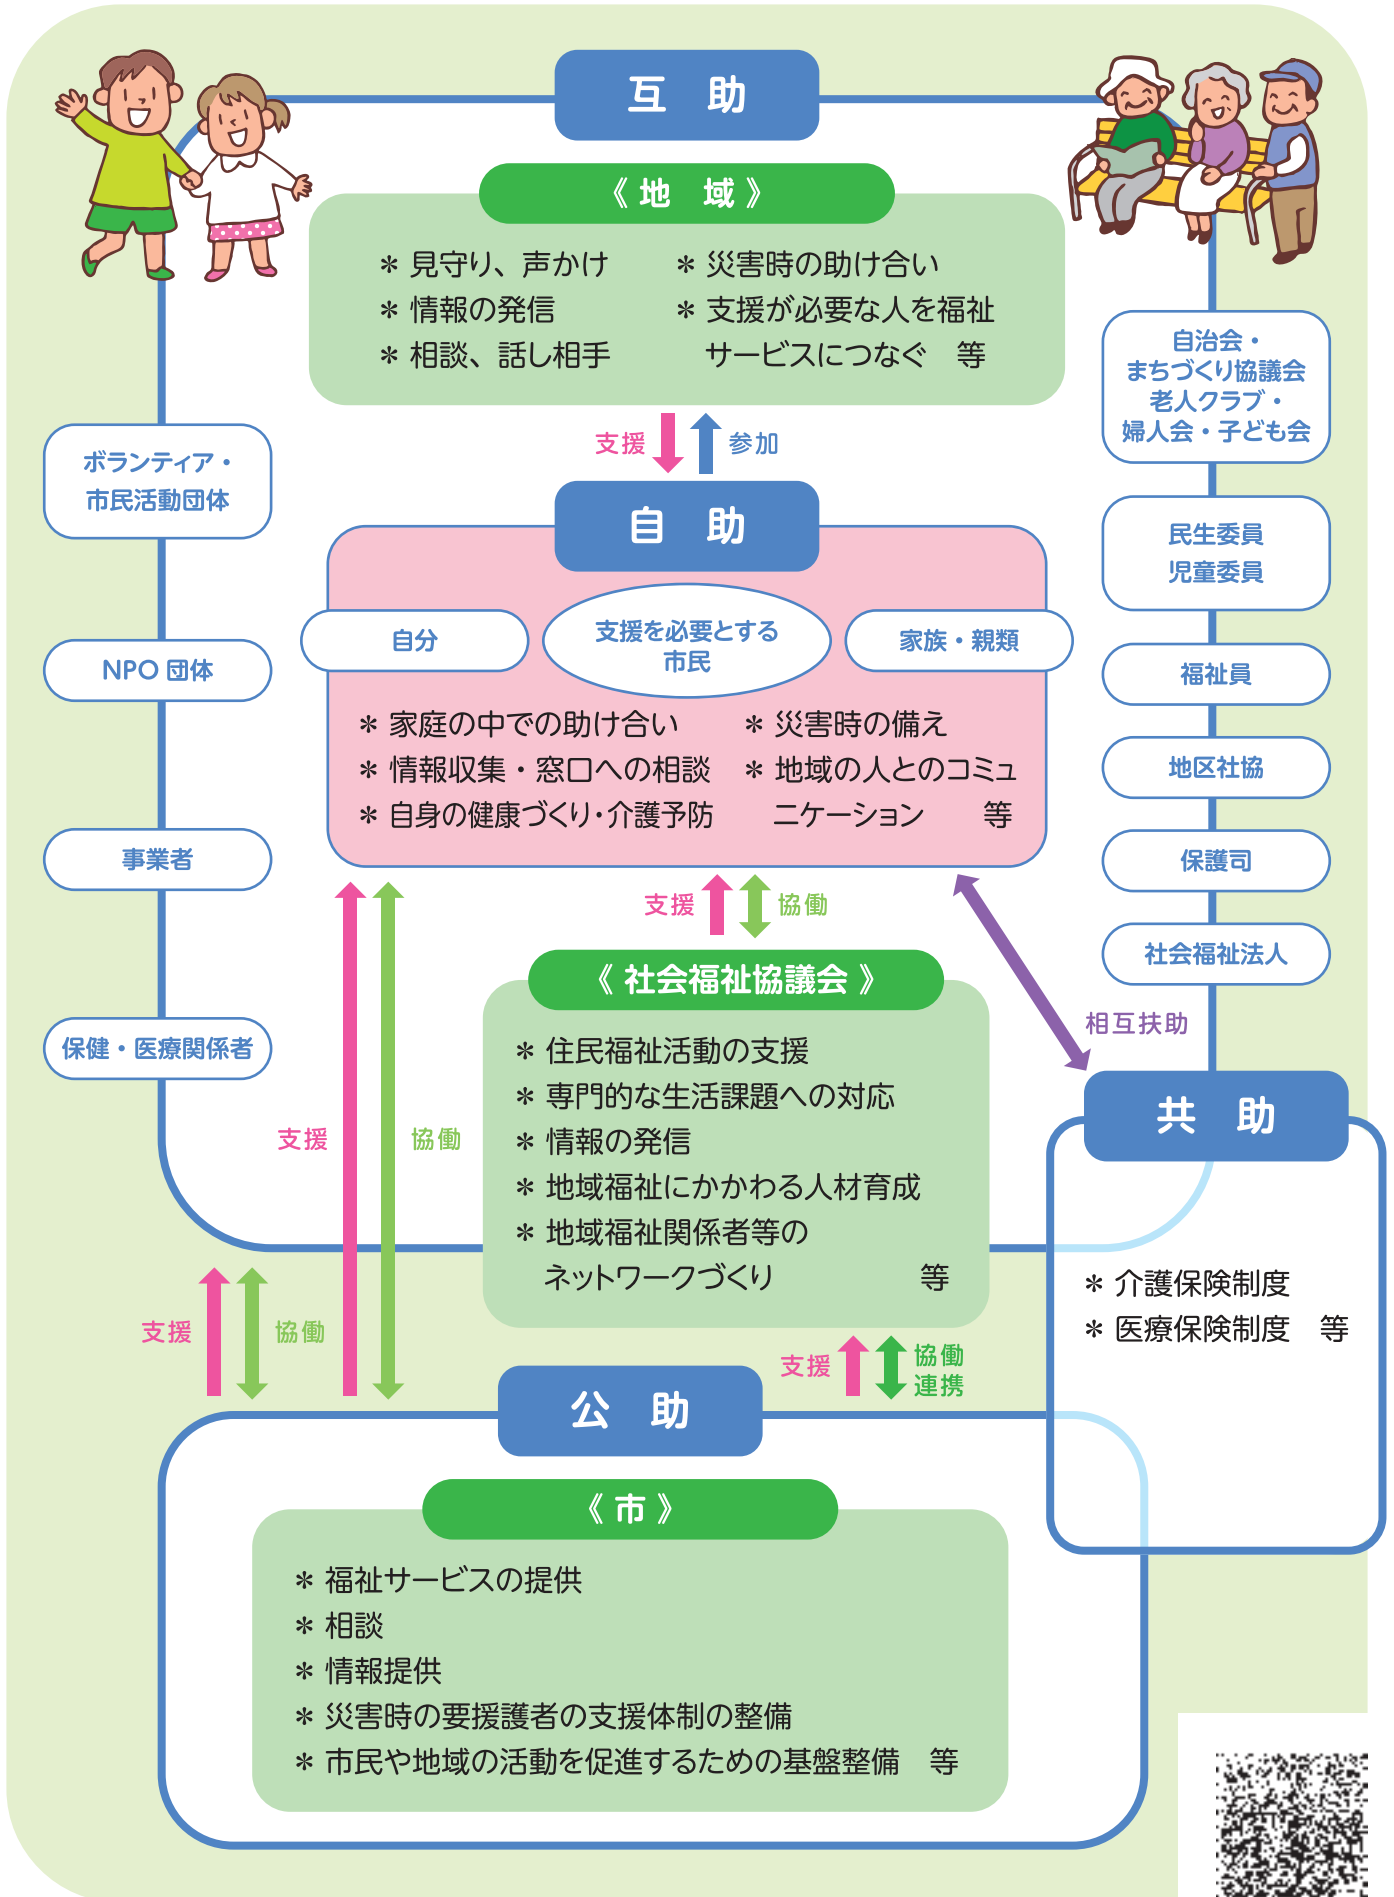 互　助
《 地　域 》
＊ 見守り、声かけ
＊ 情報の発信
＊ 相談、話し相手
＊ 災害時の助け合い
＊ 支援が必要な人を福祉
サービスにつなぐ　等
支援
参加
ボランティア・
市民活動団体
NPO 団体
事業者
保健・医療関係者
自治会・
まちづくり協議会
老人クラブ・
婦人会・子ども会
民生委員
児童委員
福祉員
地区社協
保護司
社会福祉法人
自　助
自分
支援を必要とする
市民
家族・親類
＊ 家庭の中での助け合い
＊ 情報収集・窓口への相談
＊ 自身の健康づくり・介護予防
＊ 災害時の備え
＊ 地域の人とのコミュ
ニケーション　　等
支援
協働
《 社会福祉協議会 》
＊ 住民福祉活動の支援
＊ 専門的な生活課題への対応
＊ 情報の発信
＊ 地域福祉にかかわる人材育成
＊ 地域福祉関係者等の
ネットワークづくり　　　　　等
相互扶助
共　助
＊ 介護保険制度
＊ 医療保険制度　等
支援
協働
支援
協働
支援
協働
連携
公　助
《 市 》
＊ 福祉サービスの提供
＊ 相談
＊ 情報提供
＊ 災害時の要援護者の支援体制の整備
＊ 市民や地域の活動を促進するための基盤整備　等